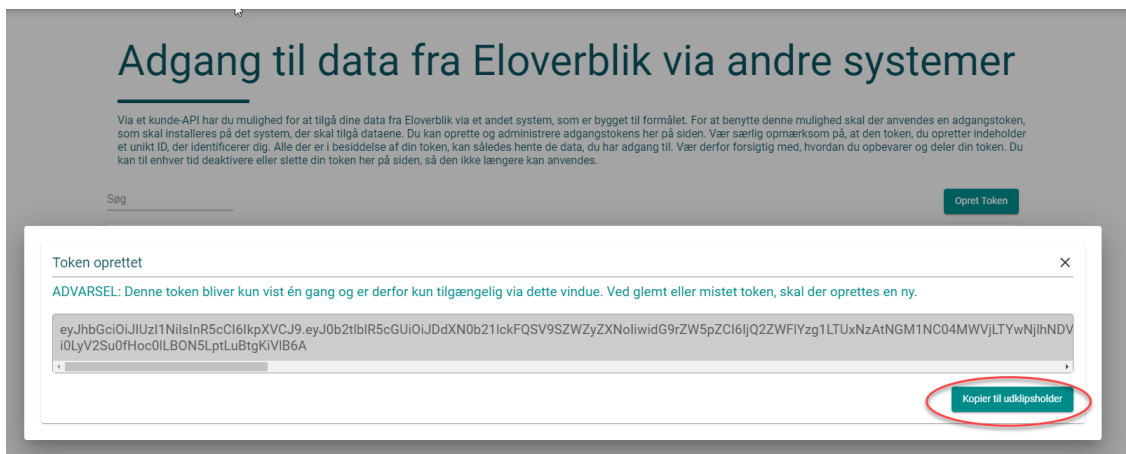 Adgang til data fra Eloverblik via andre systemer
Via et kunde-API har du mulighed for at tilgå dine data fra Eloverblik via et andet system, som er bygget til formålet. For at benytte denne mulighed skal der anvendes en adgangstoken,
som skal installeres på det system, der skal tilgå dataene. Du kan oprette og administrere adgangstokens her på siden. Vær særlig opmærksom på, at den token, du opretter indeholder
et unikt ID, der identificerer dig. Alle der er i besiddelse af din token, kan således hente de data, du har adgang til. Vær derfor forsigtig med, hvordan du opbevarer og deler din token. Du
kan til enhver tid deaktivere eller slette din token her på siden, så den ikke længere kan anvendes.
Søg
Opret Token
Token oprettet
ADVARSEL: Denne token bliver kun vist én gang og er derfor kun tilgængelig via dette vindue. Ved glemt eller mistet token, skal der oprettes en ny.
Kopier til udklipsholder